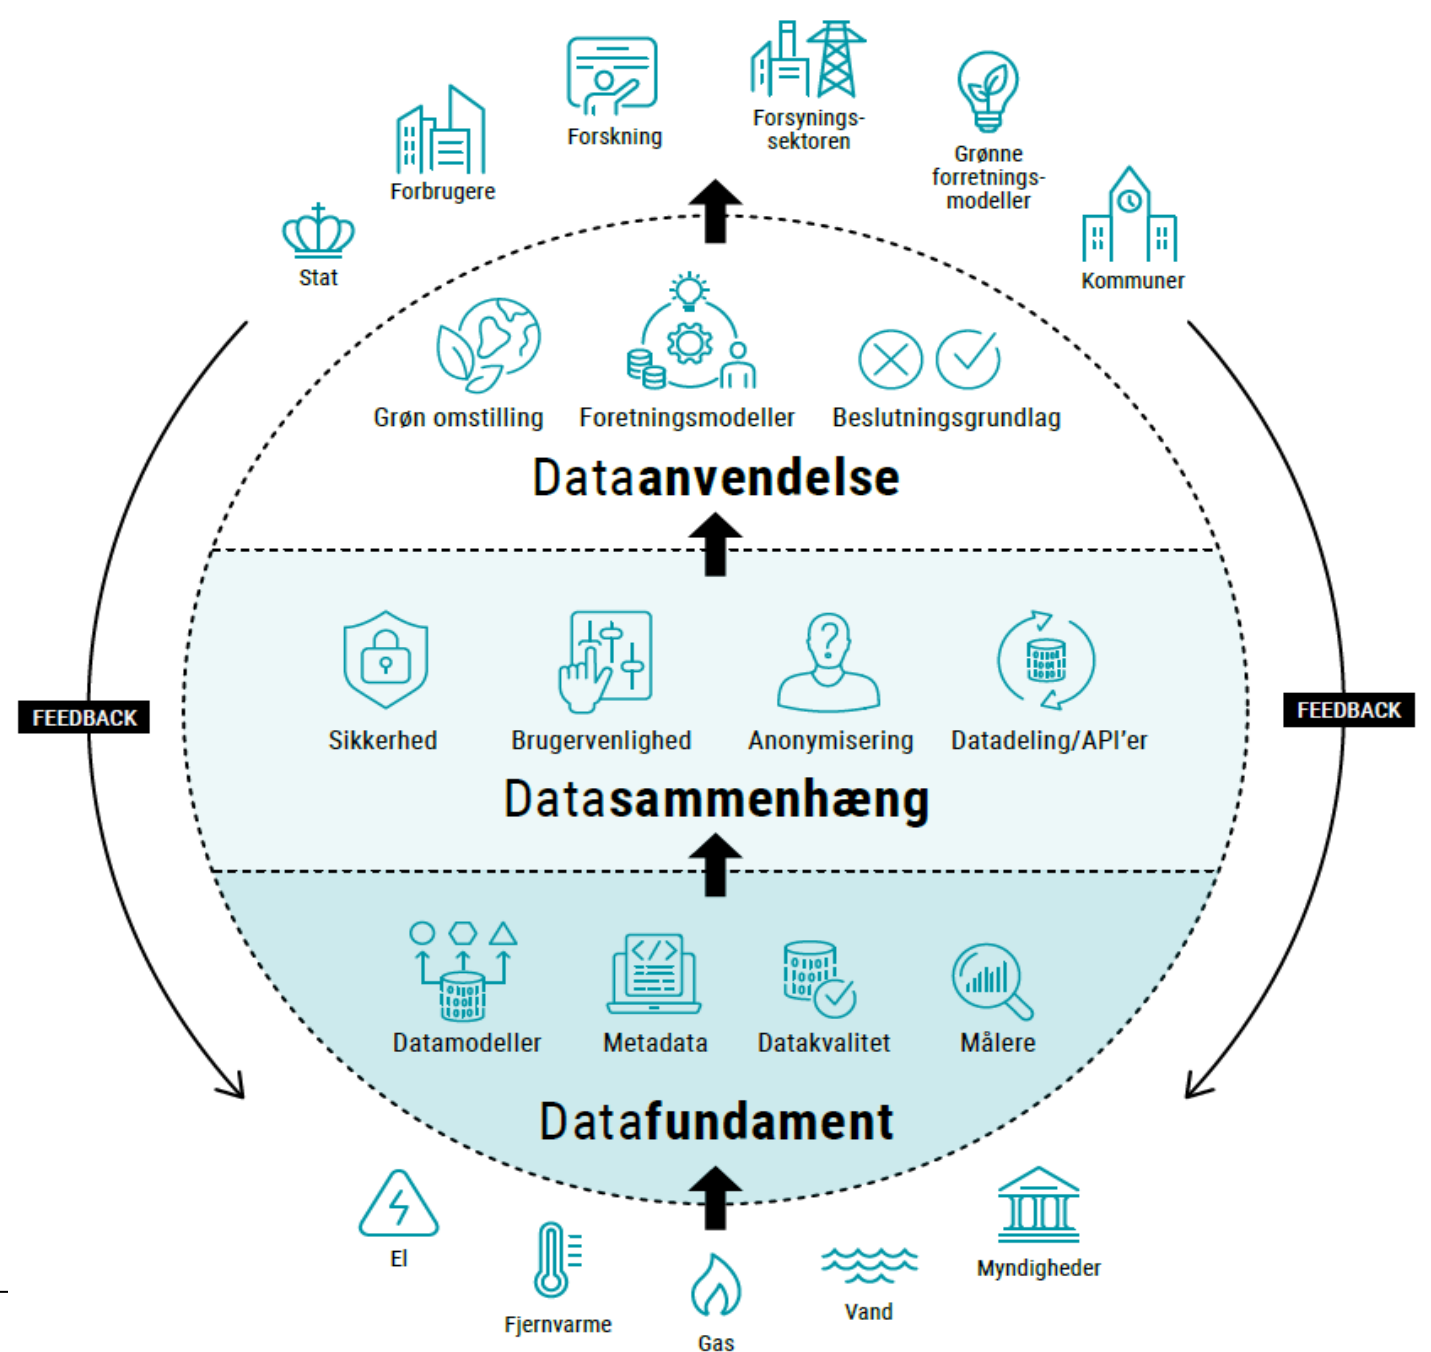 Forskning
Forsynings-
sektoren
Grønne
forretnings-
modeller
Forbrugere
Stat
Kommuner
Grøn omstilling
Foretningsmodeller
Beslutningsgrundlag
Dataanvendelse
Sikkerhed
Brugervenlighed
Anonymisering
Datadeling/API'er
FEEDBACK
FEEDBACK
Datasammenhæng
Datamodeller
Metadata
Datakvalitet
Målere
Datafundament
El
Fjernvarme
Gas
Vand
Myndigheder